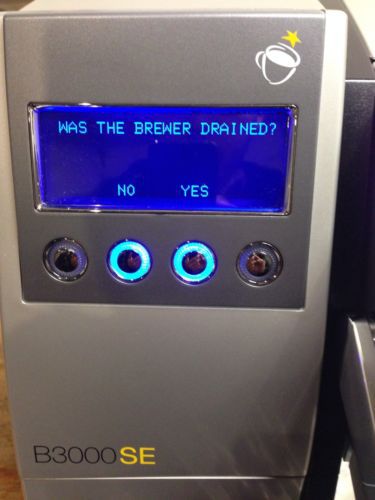 WAS THE BREWER DRAINED?
NO YES
B3000SE